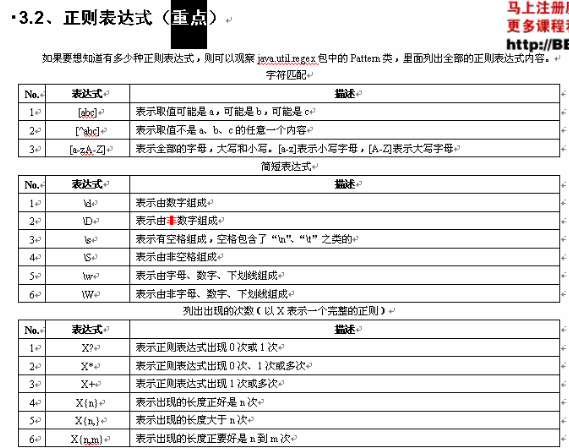 ·3.2、正则表达式（重点）
马上注册
更多课程
http://BB
如果要想知道有多少种正则表达式，则可以观察 java.util.regex 包中的 Pattern 类，里面列出全部的正则表达式内容。
字符匹配
No. 表达式 描述
1 [abc] 表示取值可能是 a，可能是 b，可能是 c
2 [^abc] 表示取值不是 a、b、c 的任意一个内容
3 [a-zA-Z] 表示全部的字母，大写和小写。[a-z]表示小写字母，[A-Z]表示大写字母
简短表达式
No. 表达式 描述
1 \d 表示由数字组成
2 \D 表示由非数字组成
3 \s 表示有空格组成，空格包含了“\n”、“\t”之类的
4 \S 表示由非空格组成
5 \w 表示由字母、数字、下划线组成
6 \W 表示由非字母、数字、下划线组成
列出出现的次数（以 X 表示一个完整的正则）
No. 表达式 描述
1 X? 表示正则表达式出现 0 次或 1 次
2 X* 表示正则表达式出现 0 次、1 次或多次
3 X+ 表示正则表达式出现 1 次或多次
4 X{n} 表示出现的长度正好是 n 次
5 X{n,} 表示出现的长度大于 n 次
6 X{n,m} 表示出现的长度正要好是 n 到 m 次